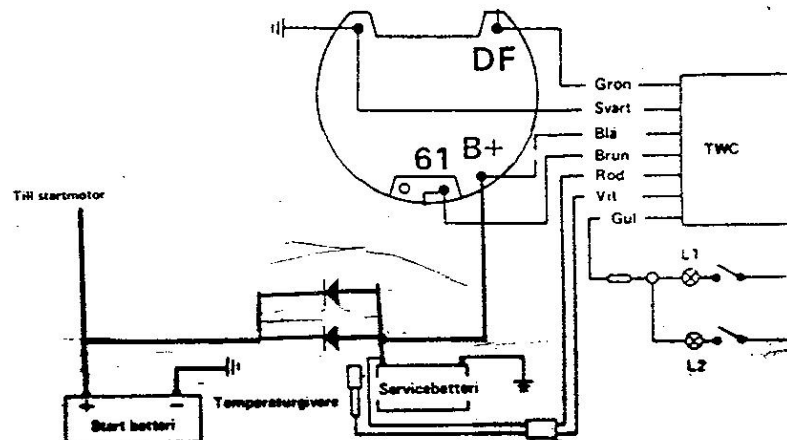 DF
Gron
Svart
Blå
Brun
Rod
Vit
Gul
TWC
61
B+
Till startmotor
L1
L2
Servicebatteri
Temperaturgivare
+
−
Start batteri